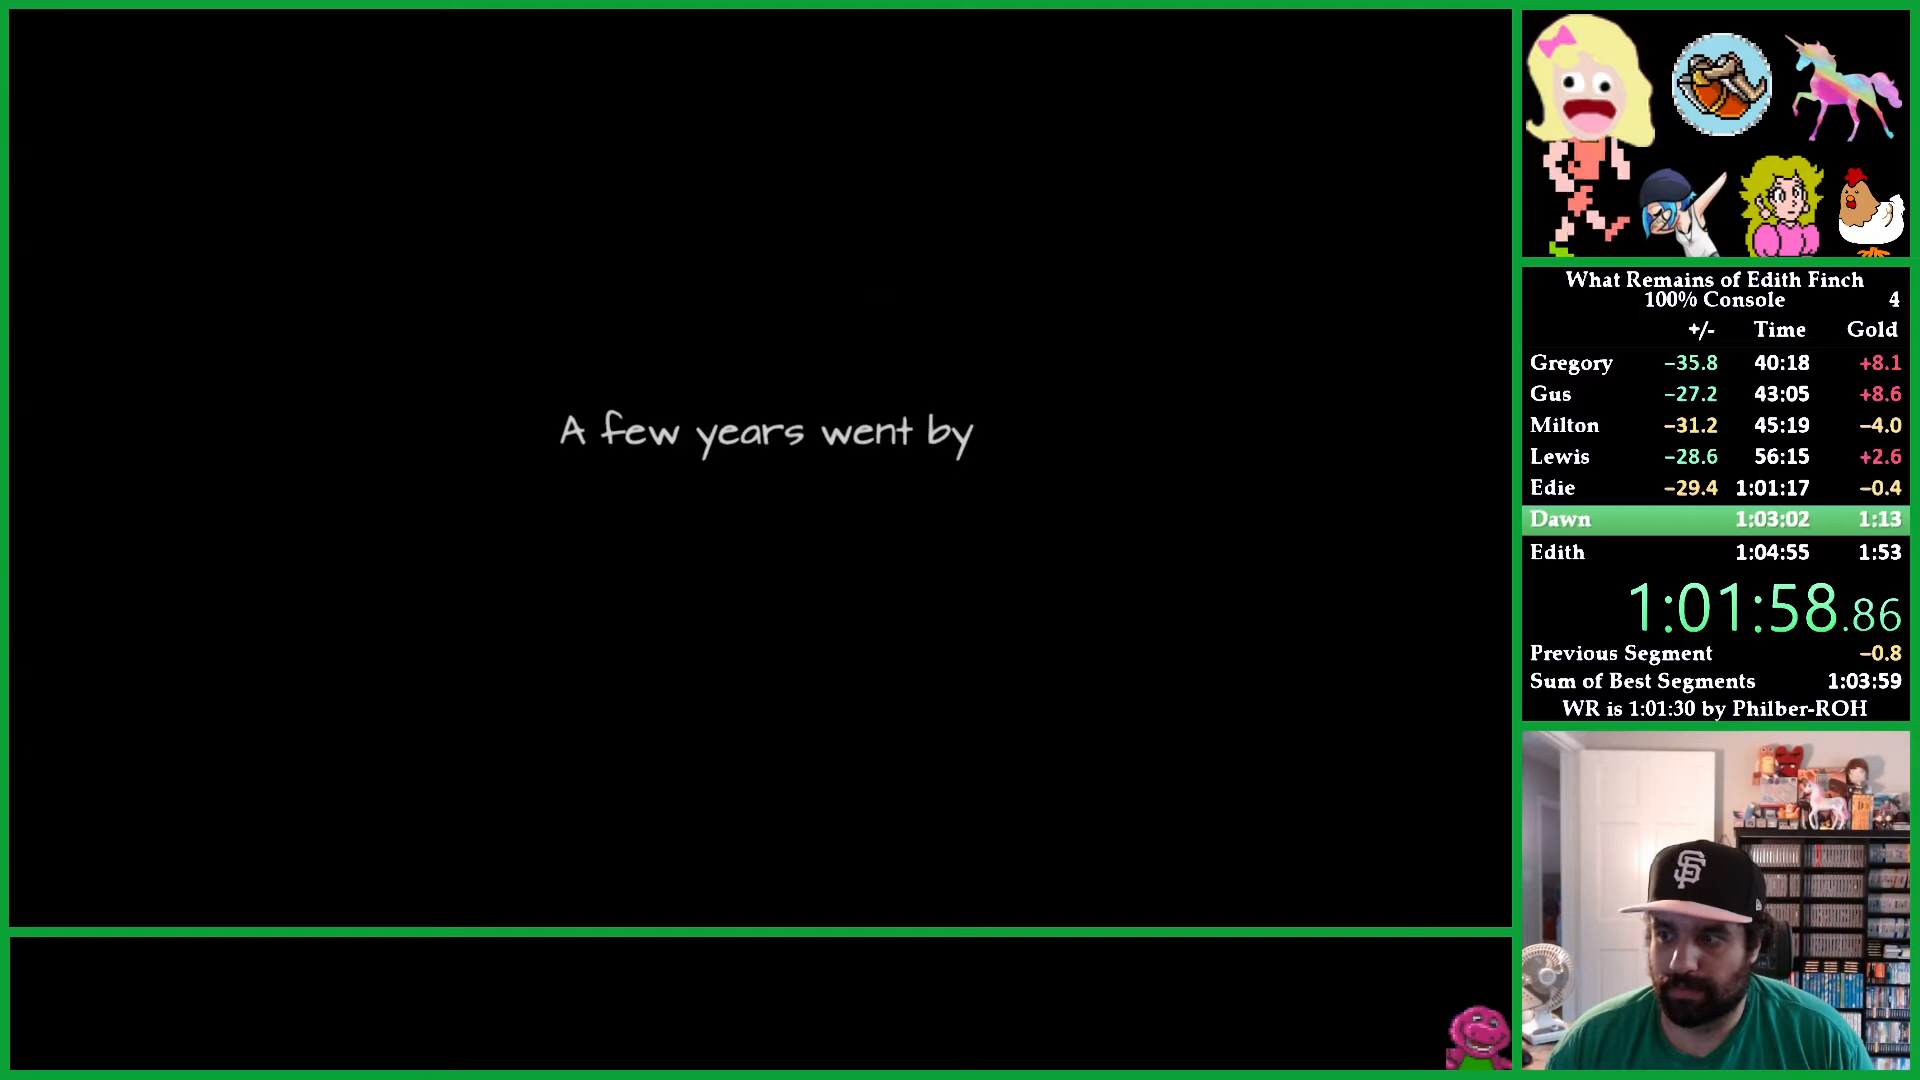 A few years went by
What Remains of Edith Finch
100% Console 4
+/- Time Gold
Gregory −35.8 40:18 +8.1
Gus −27.2 43:05 +8.6
Milton −31.2 45:19 −4.0
Lewis −28.6 56:15 +2.6
Edie −29.4 1:01:17 −0.4
Dawn 1:03:02 1:13
Edith 1:04:55 1:53
1:01:58.86
Previous Segment −0.8
Sum of Best Segments 1:03:59
WR is 1:01:30 by Philber-ROH
SF